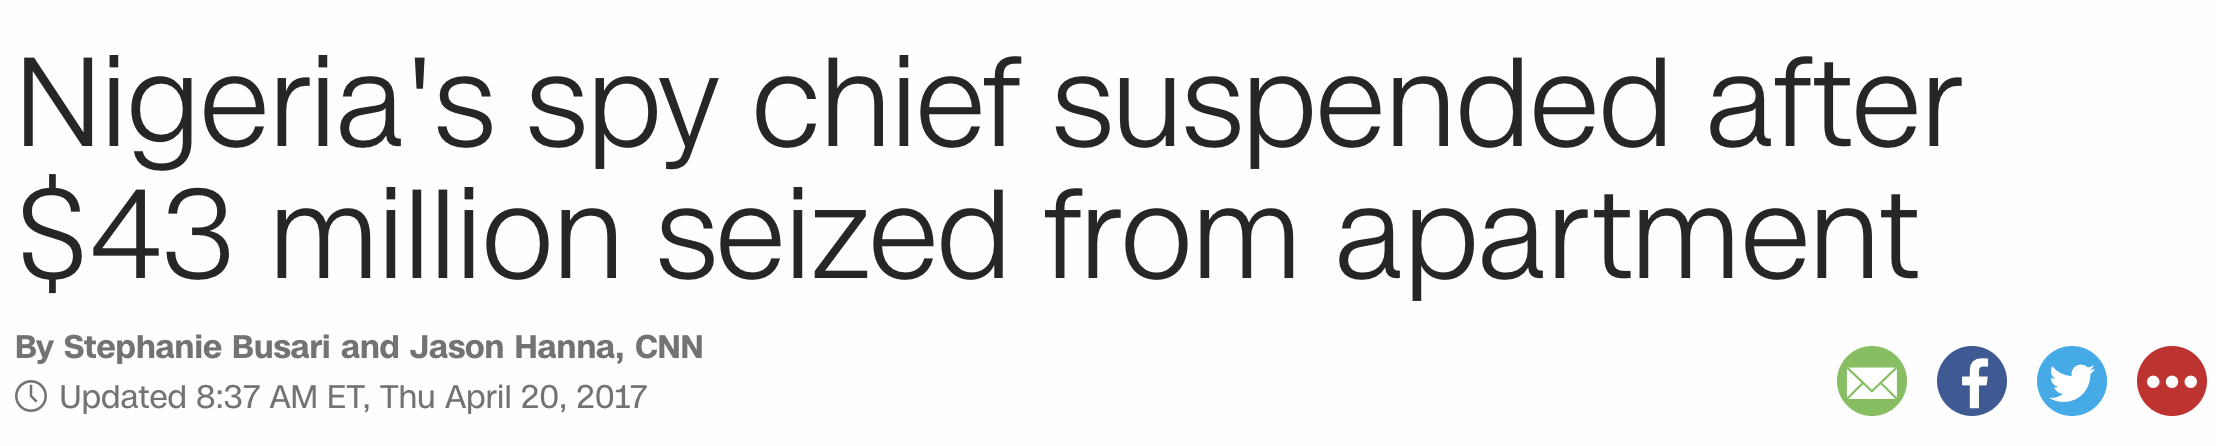 Nigeria's spy chief suspended after
$43 million seized from apartment
By Stephanie Busari and Jason Hanna, CNN
Updated 8:37 AM ET, Thu April 20, 2017